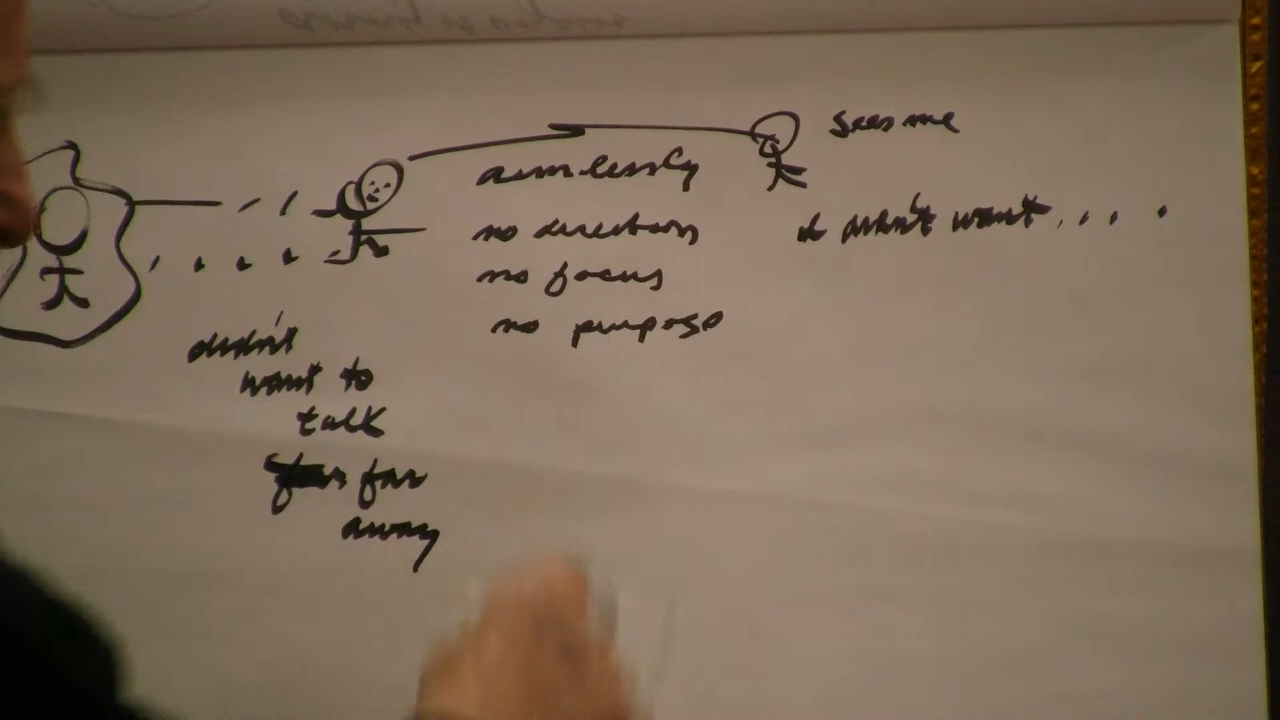 sees me
aimlessly
I didn't want . . . .
no direction
no focus
no purpose
didn't
want to
talk
far
away